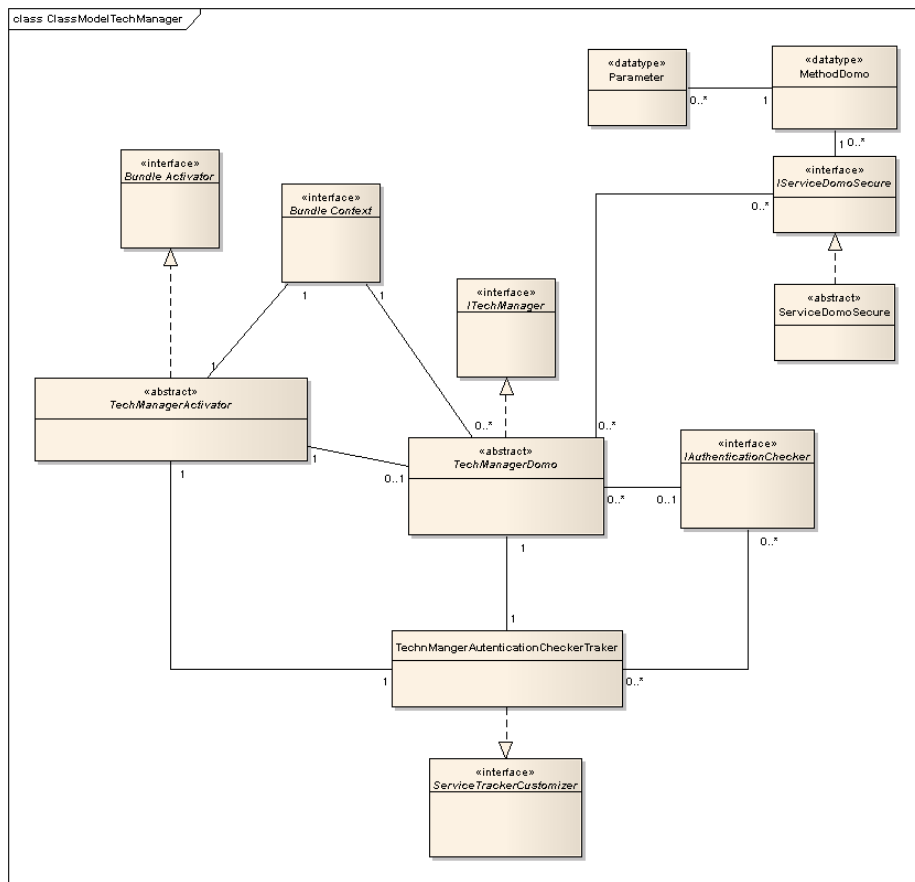 class ClassModelTechManager
«datatype»
Parameter
«datatype»
MethodDomo
0..*
1
1
0..*
«interface»
Bundle Activator
«interface»
IServiceDomoSecure
«interface»
Bundle Context
0..*
«interface»
ITechManager
«abstract»
ServiceDomoSecure
1
1
1
«abstract»
TechManagerActivator
0..*
0..*
«abstract»
TechManagerDomo
«interface»
IAuthenticationChecker
1
1
0..1
0..*
0..1
1
0..*
1
TechnMangerAutenticationCheckerTraker
1
0..*
«interface»
ServiceTrackerCustomizer